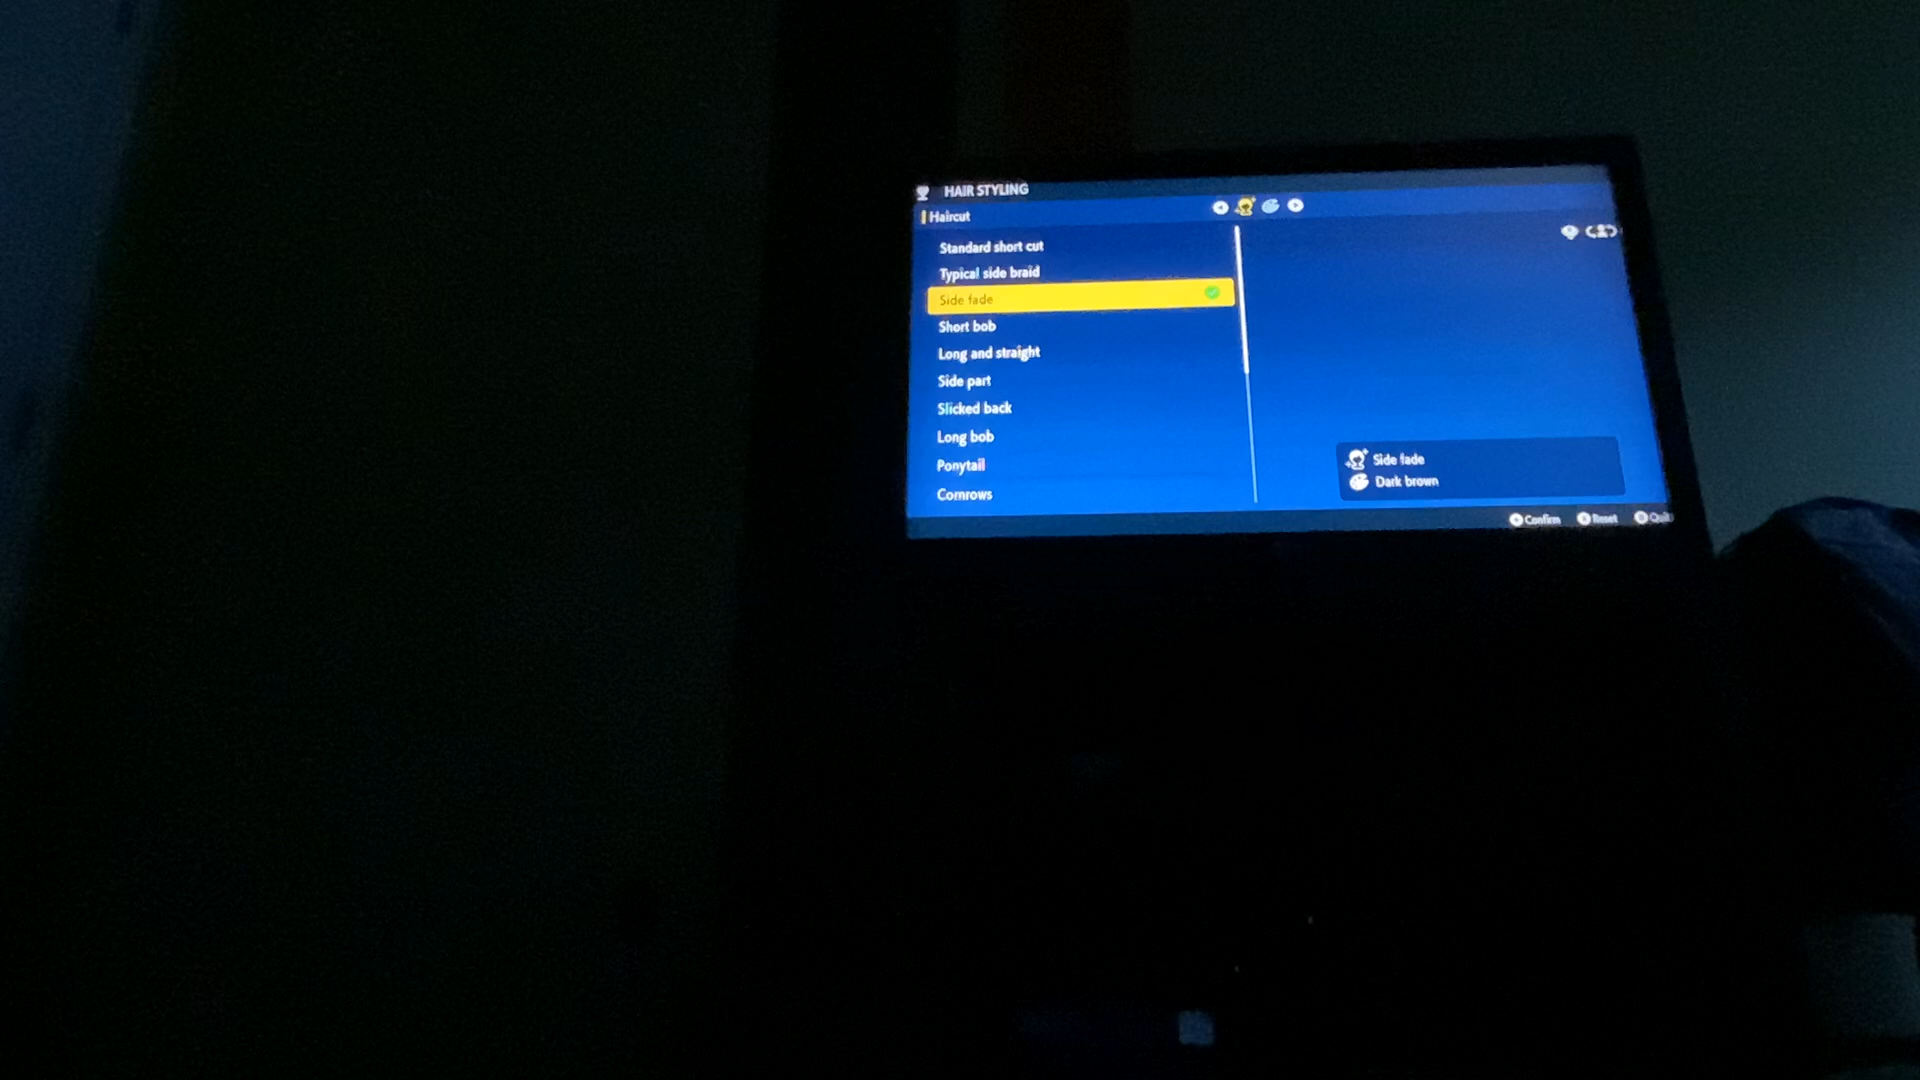 HAIR STYLING
Haircut
Standard short cut
Typical side braid
Side fade
Short bob
Long and straight
Side part
Slicked back
Long bob
Ponytail
Cornrows
Side fade
Dark brown
Confirm Reset Quit